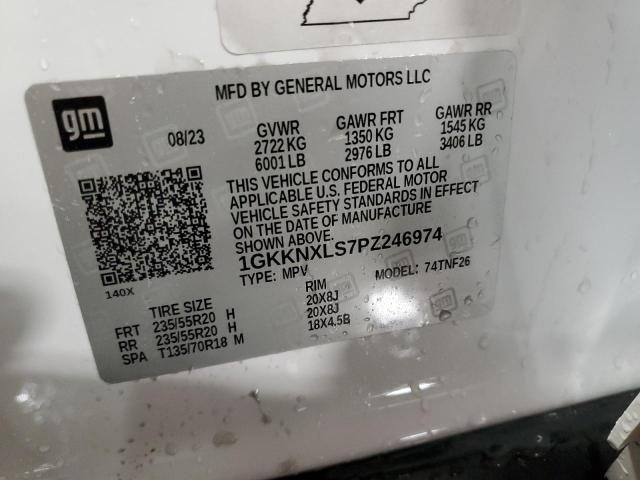 MFD BY GENERAL MOTORS LLC
gm
08/23
GVWR GAWR FRT GAWR RR
2722 KG 1350 KG 1545 KG
6001 LB 2976 LB 3406 LB
THIS VEHICLE CONFORMS TO ALL
APPLICABLE U.S. FEDERAL MOTOR
VEHICLE SAFETY STANDARDS IN EFFECT
ON THE DATE OF MANUFACTURE
SHOWN ABOVE.
1GKKNXLS7PZ246974
TYPE: MPV MODEL: 74TNF26
140X
TIRE SIZE RIM
FRT 235/55R20 H 20X8J
RR 235/55R20 H 20X8J
SPA T135/70R18 M 18X4.5B